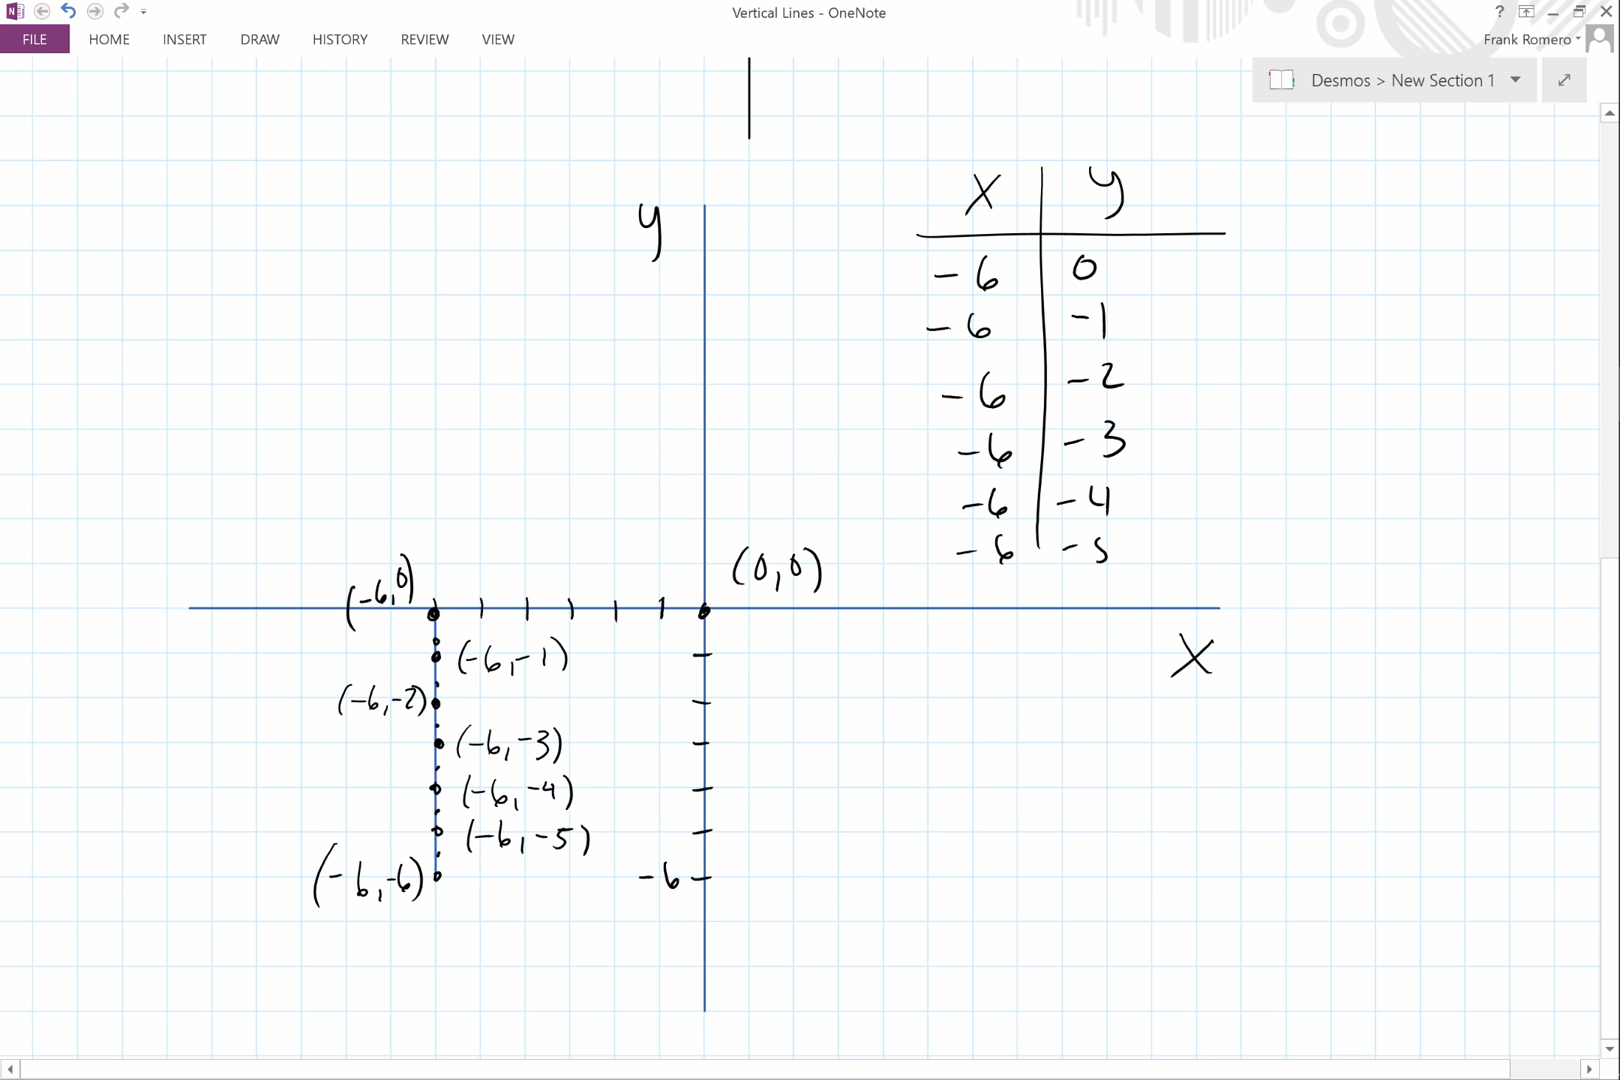 Vertical Lines - OneNote
?
FILE HOME INSERT DRAW HISTORY REVIEW VIEW
Frank Romero
Desmos > New Section 1
x y
-6 0
-6 -1
-6 -2
-6 -3
-6 -4
-6 -5
y
(0,0)
(-6,0)
x
(-6,-1)
(-6,-2)
(-6,-3)
(-6,-4)
(-6,-5)
(-6,-6)
-6